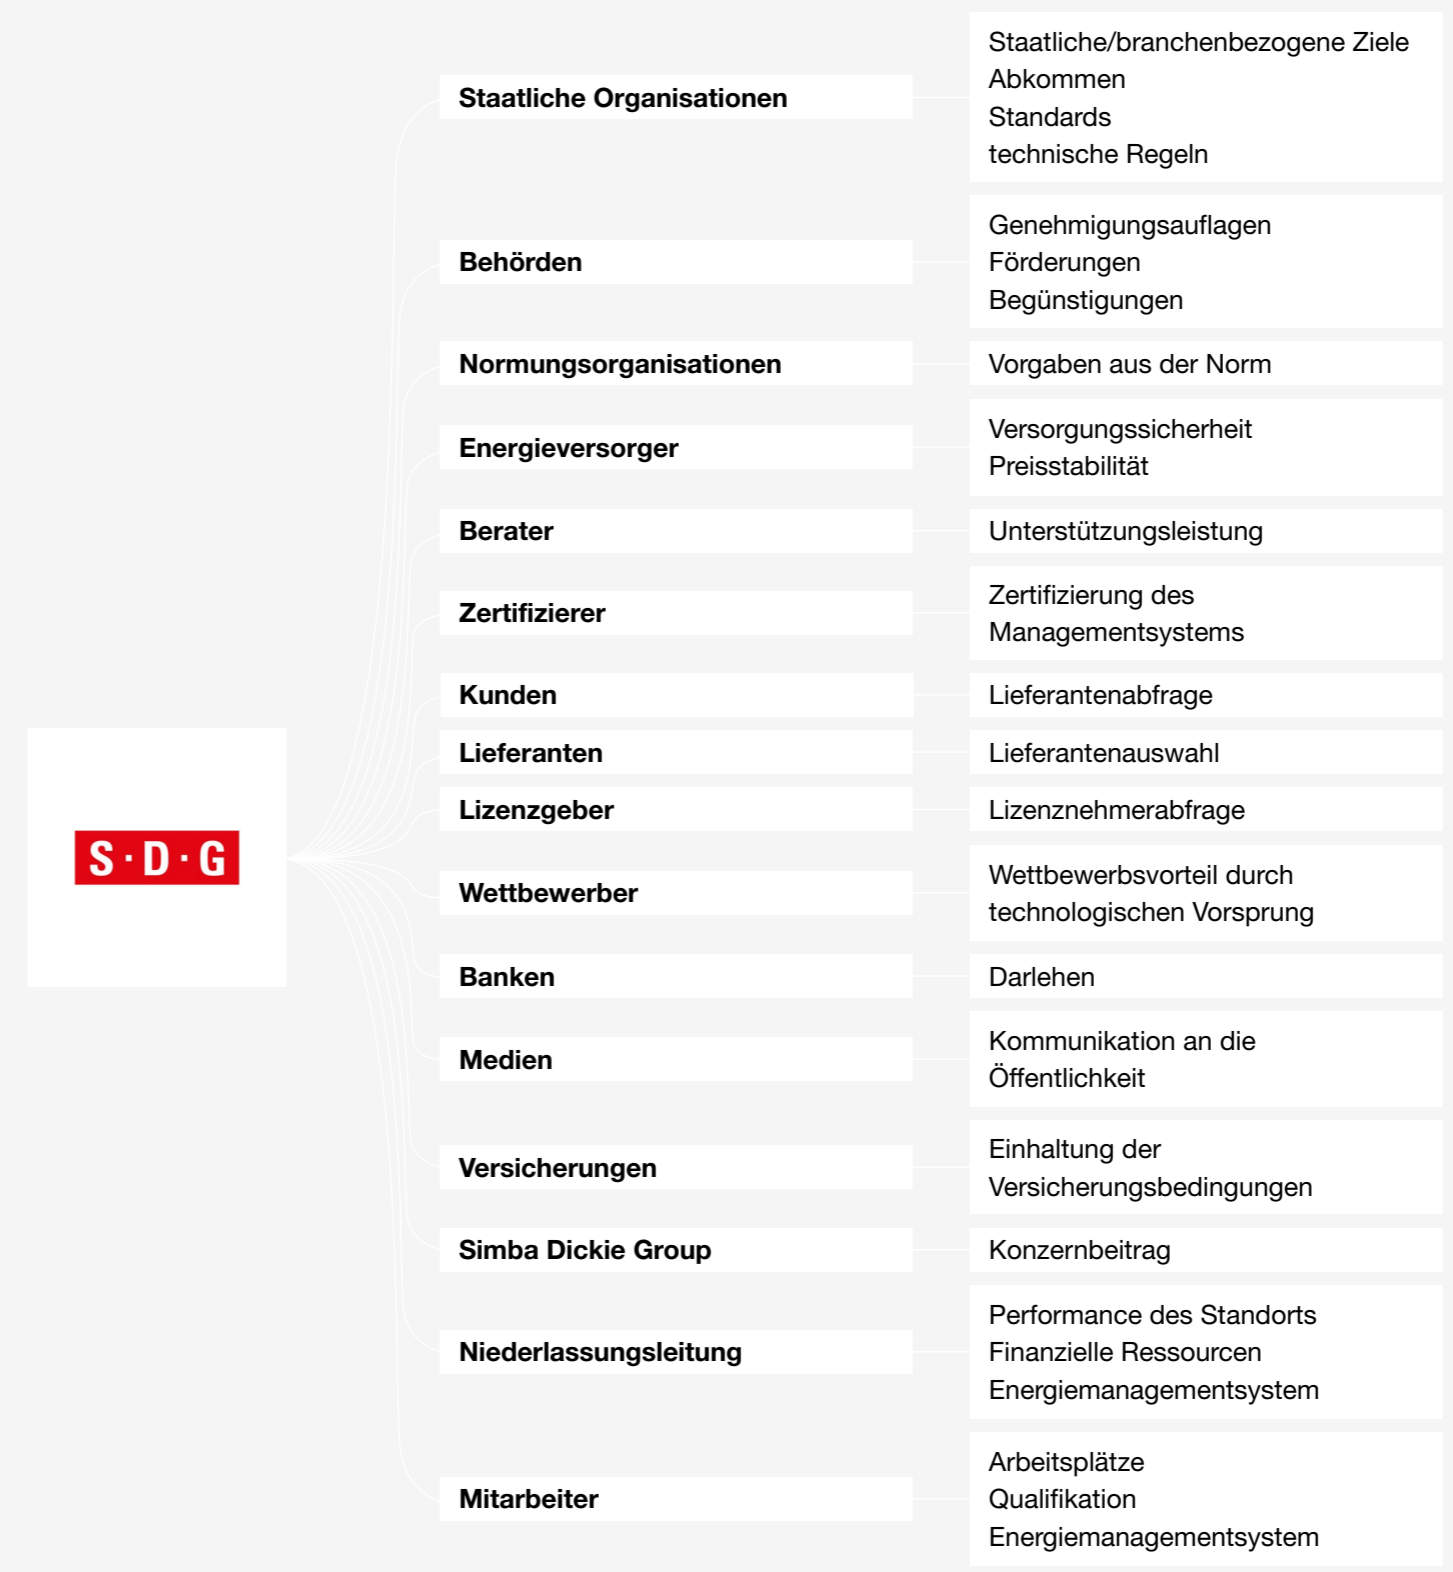 Staatliche Organisationen
Staatliche/branchenbezogene Ziele
Abkommen
Standards
technische Regeln
Behörden
Genehmigungsauflagen
Förderungen
Begünstigungen
Normungsorganisationen
Vorgaben aus der Norm
Energieversorger
Versorgungssicherheit
Preisstabilität
Berater
Unterstützungsleistung
Zertifizierer
Zertifizierung des
Managementsystems
Kunden
Lieferantenabfrage
Lieferanten
Lieferantenauswahl
Lizenzgeber
Lizenznehmerabfrage
S·D·G
Wettbewerber
Wettbewerbsvorteil durch
technologischen Vorsprung
Banken
Darlehen
Medien
Kommunikation an die
Öffentlichkeit
Versicherungen
Einhaltung der
Versicherungsbedingungen
Simba Dickie Group
Konzernbeitrag
Niederlassungsleitung
Performance des Standorts
Finanzielle Ressourcen
Energiemanagementsystem
Mitarbeiter
Arbeitsplätze
Qualifikation
Energiemanagementsystem